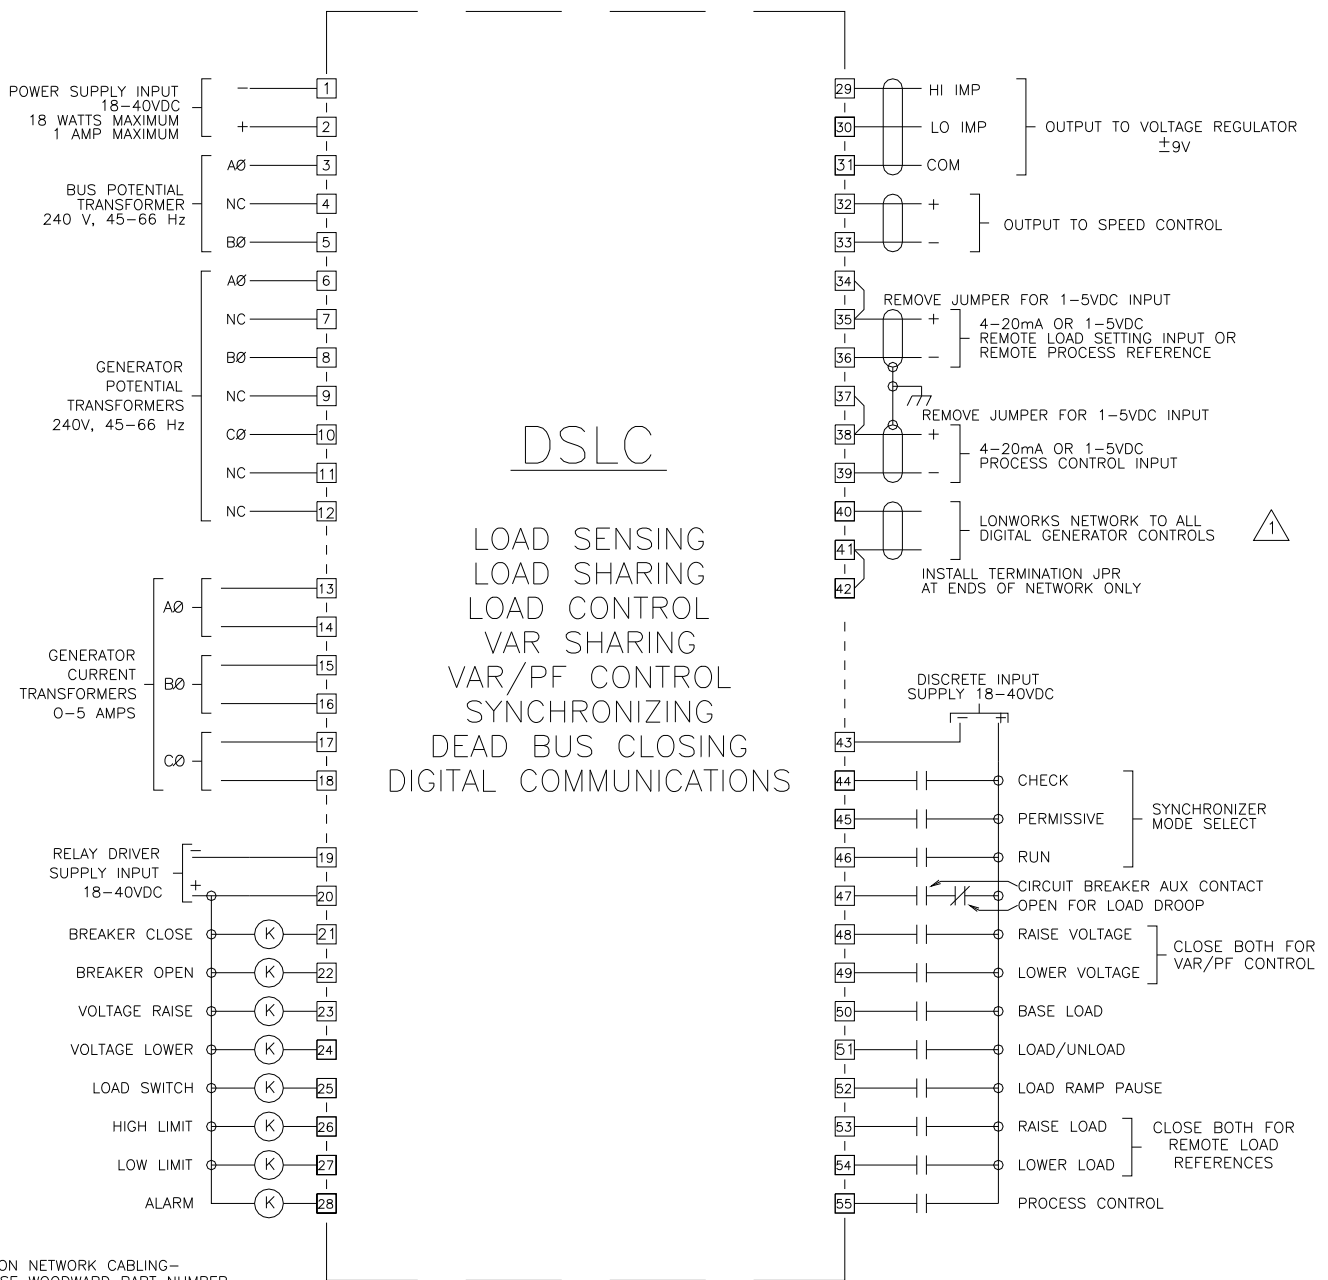 POWER SUPPLY INPUT
18-40VDC
18 WATTS MAXIMUM
1 AMP MAXIMUM
- 1
+ 2
BUS POTENTIAL
TRANSFORMER
240 V, 45-66 Hz
AØ 3
NC 4
BØ 5
GENERATOR
POTENTIAL
TRANSFORMERS
240V, 45-66 Hz
AØ 6
NC 7
BØ 8
NC 9
CØ 10
NC 11
NC 12
GENERATOR
CURRENT
TRANSFORMERS
0-5 AMPS
AØ
13
14
BØ
15
16
CØ
17
18
RELAY DRIVER
SUPPLY INPUT
18-40VDC
- 19
+ 20
BREAKER CLOSE K 21
BREAKER OPEN K 22
VOLTAGE RAISE K 23
VOLTAGE LOWER K 24
LOAD SWITCH K 25
HIGH LIMIT K 26
LOW LIMIT K 27
ALARM K 28
ON NETWORK CABLING-
SE WOODWARD PART NUMBER
DSLC
LOAD SENSING
LOAD SHARING
LOAD CONTROL
VAR SHARING
VAR/PF CONTROL
SYNCHRONIZING
DEAD BUS CLOSING
DIGITAL COMMUNICATIONS
29 HI IMP
30 LO IMP
31 COM
OUTPUT TO VOLTAGE REGULATOR
±9V
32 +
33 -
OUTPUT TO SPEED CONTROL
34
REMOVE JUMPER FOR 1-5VDC INPUT
35 +
36 -
4-20mA OR 1-5VDC
REMOTE LOAD SETTING INPUT OR
REMOTE PROCESS REFERENCE
37
REMOVE JUMPER FOR 1-5VDC INPUT
38 +
39 -
4-20mA OR 1-5VDC
PROCESS CONTROL INPUT
40
41
42
LONWORKS NETWORK TO ALL
DIGITAL GENERATOR CONTROLS
1
INSTALL TERMINATION JPR
AT ENDS OF NETWORK ONLY
DISCRETE INPUT
SUPPLY 18-40VDC
- +
43
44 CHECK
45 PERMISSIVE
46 RUN
SYNCHRONIZER
MODE SELECT
47 CIRCUIT BREAKER AUX CONTACT
OPEN FOR LOAD DROOP
48 RAISE VOLTAGE
49 LOWER VOLTAGE
CLOSE BOTH FOR
VAR/PF CONTROL
50 BASE LOAD
51 LOAD/UNLOAD
52 LOAD RAMP PAUSE
53 RAISE LOAD
54 LOWER LOAD
CLOSE BOTH FOR
REMOTE LOAD
REFERENCES
55 PROCESS CONTROL